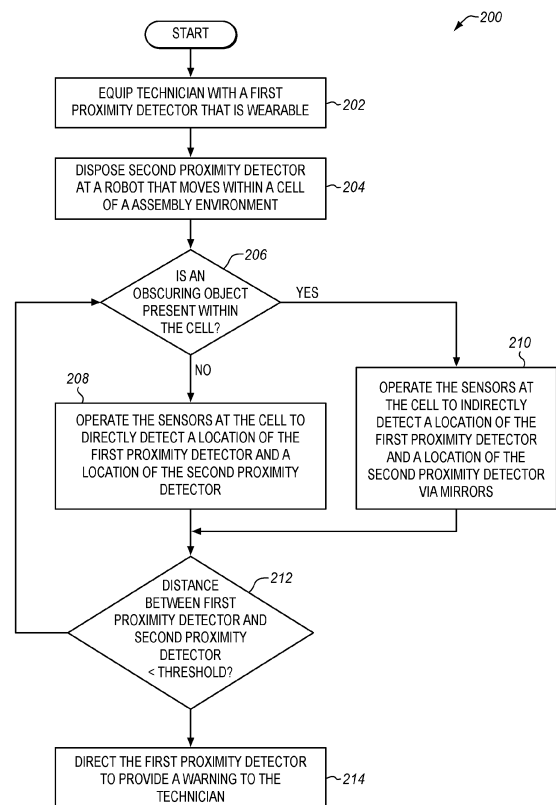 200
START
EQUIP TECHNICIAN WITH A FIRST
PROXIMITY DETECTOR THAT IS WEARABLE
202
DISPOSE SECOND PROXIMITY DETECTOR
AT A ROBOT THAT MOVES WITHIN A CELL
OF A ASSEMBLY ENVIRONMENT
204
206
IS AN
OBSCURING OBJECT
PRESENT WITHIN
THE CELL?
YES
NO
208
OPERATE THE SENSORS AT THE CELL TO
DIRECTLY DETECT A LOCATION OF THE
FIRST PROXIMITY DETECTOR AND A
LOCATION OF THE SECOND PROXIMITY
DETECTOR
210
OPERATE THE SENSORS AT
THE CELL TO INDIRECTLY
DETECT A LOCATION OF
THE FIRST PROXIMITY
DETECTOR AND A
LOCATION OF THE
SECOND PROXIMITY
DETECTOR VIA MIRRORS
212
DISTANCE
BETWEEN FIRST
PROXIMITY DETECTOR AND
SECOND PROXIMITY
DETECTOR
< THRESHOLD?
DIRECT THE FIRST PROXIMITY DETECTOR
TO PROVIDE A WARNING TO THE
TECHNICIAN
214